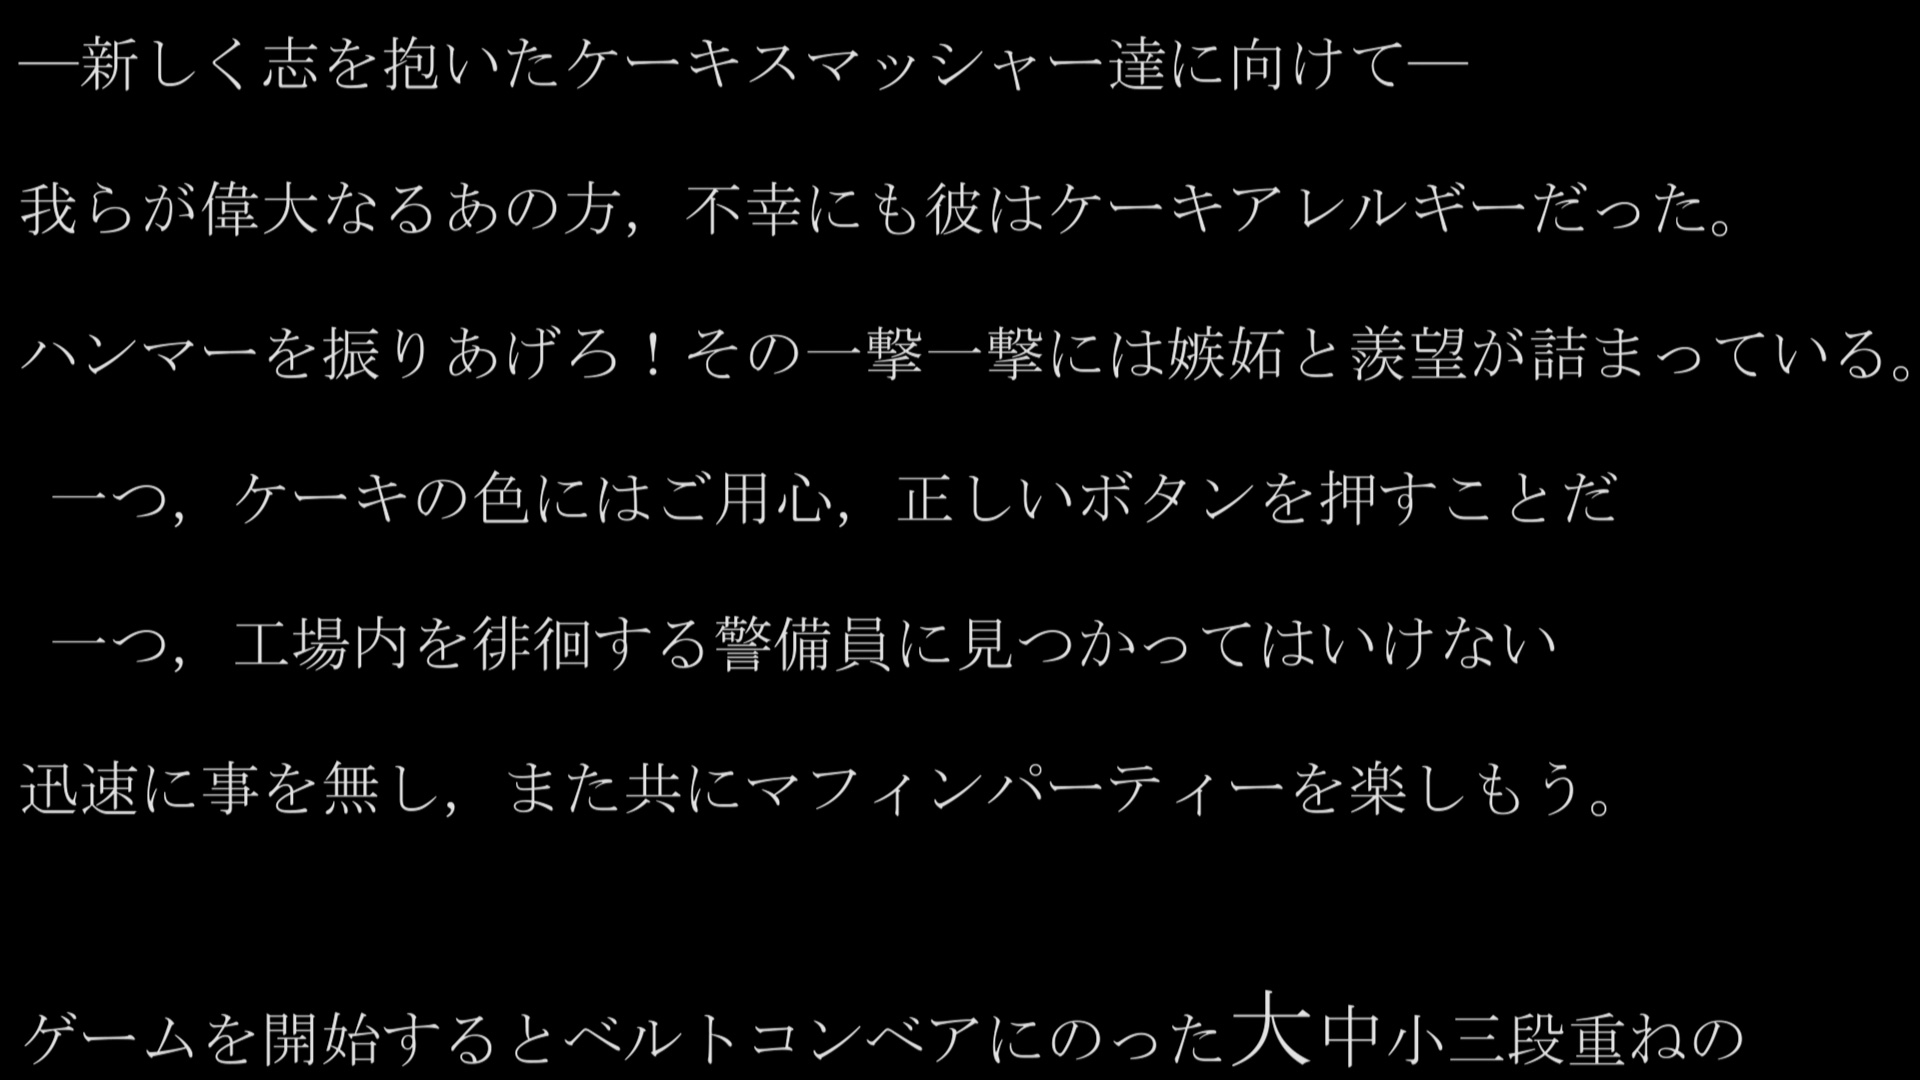 ―新しく志を抱いたケーキスマッシャー達に向けて―
我らが偉大なるあの方，不幸にも彼はケーキアレルギーだった。
ハンマーを振りあげろ！その一撃一撃には嫉妬と羨望が詰まっている。
一つ，ケーキの色にはご用心，正しいボタンを押すことだ
一つ，工場内を徘徊する警備員に見つかってはいけない
迅速に事を無し，また共にマフィンパーティーを楽しもう。
ゲームを開始するとベルトコンベアにのった大中小三段重ねの